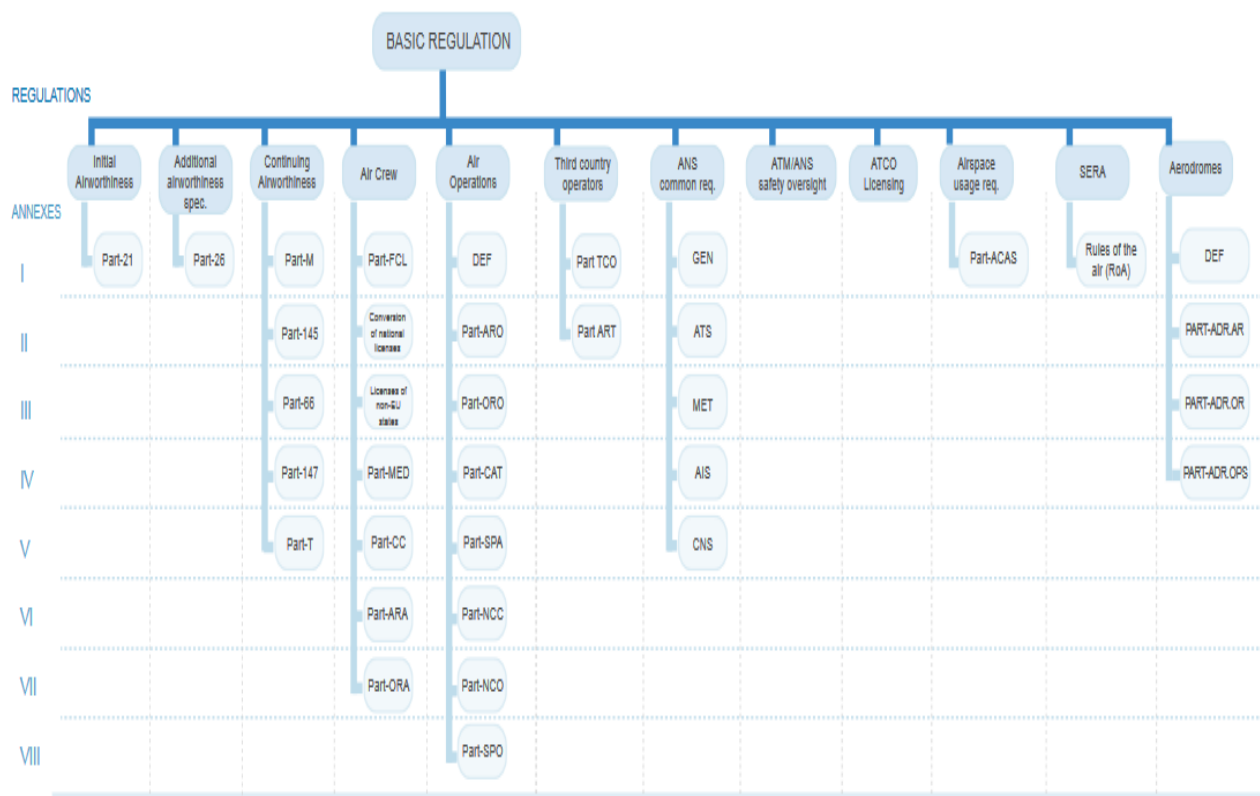 BASIC REGULATION
REGULATIONS
Initial
Airworthiness
Additional
airworthiness
spec.
Continuing
Airworthiness
Air Crew
Air
Operations
Third country
operators
ANS
common req.
ATM/ANS
safety oversight
ATCO
Licensing
Airspace
usage req.
SERA
Aerodromes
ANNEXES
I
Part-21
Part-26
Part-M
Part-FCL
DEF
Part TCO
GEN
Part-ACAS
Rules of the
air (RoA)
DEF
II
Part-145
Conversion
of national
licenses
Part-ARO
Part ART
ATS
PART-ADR.AR
III
Part-66
Licenses of
non-EU
states
Part-ORO
MET
PART-ADR.OR
IV
Part-147
Part-MED
Part-CAT
AIS
PART-ADR.OPS
V
Part-T
Part-CC
Part-SPA
CNS
VI
Part-ARA
Part-NCC
VII
Part-ORA
Part-NCO
VIII
Part-SPO